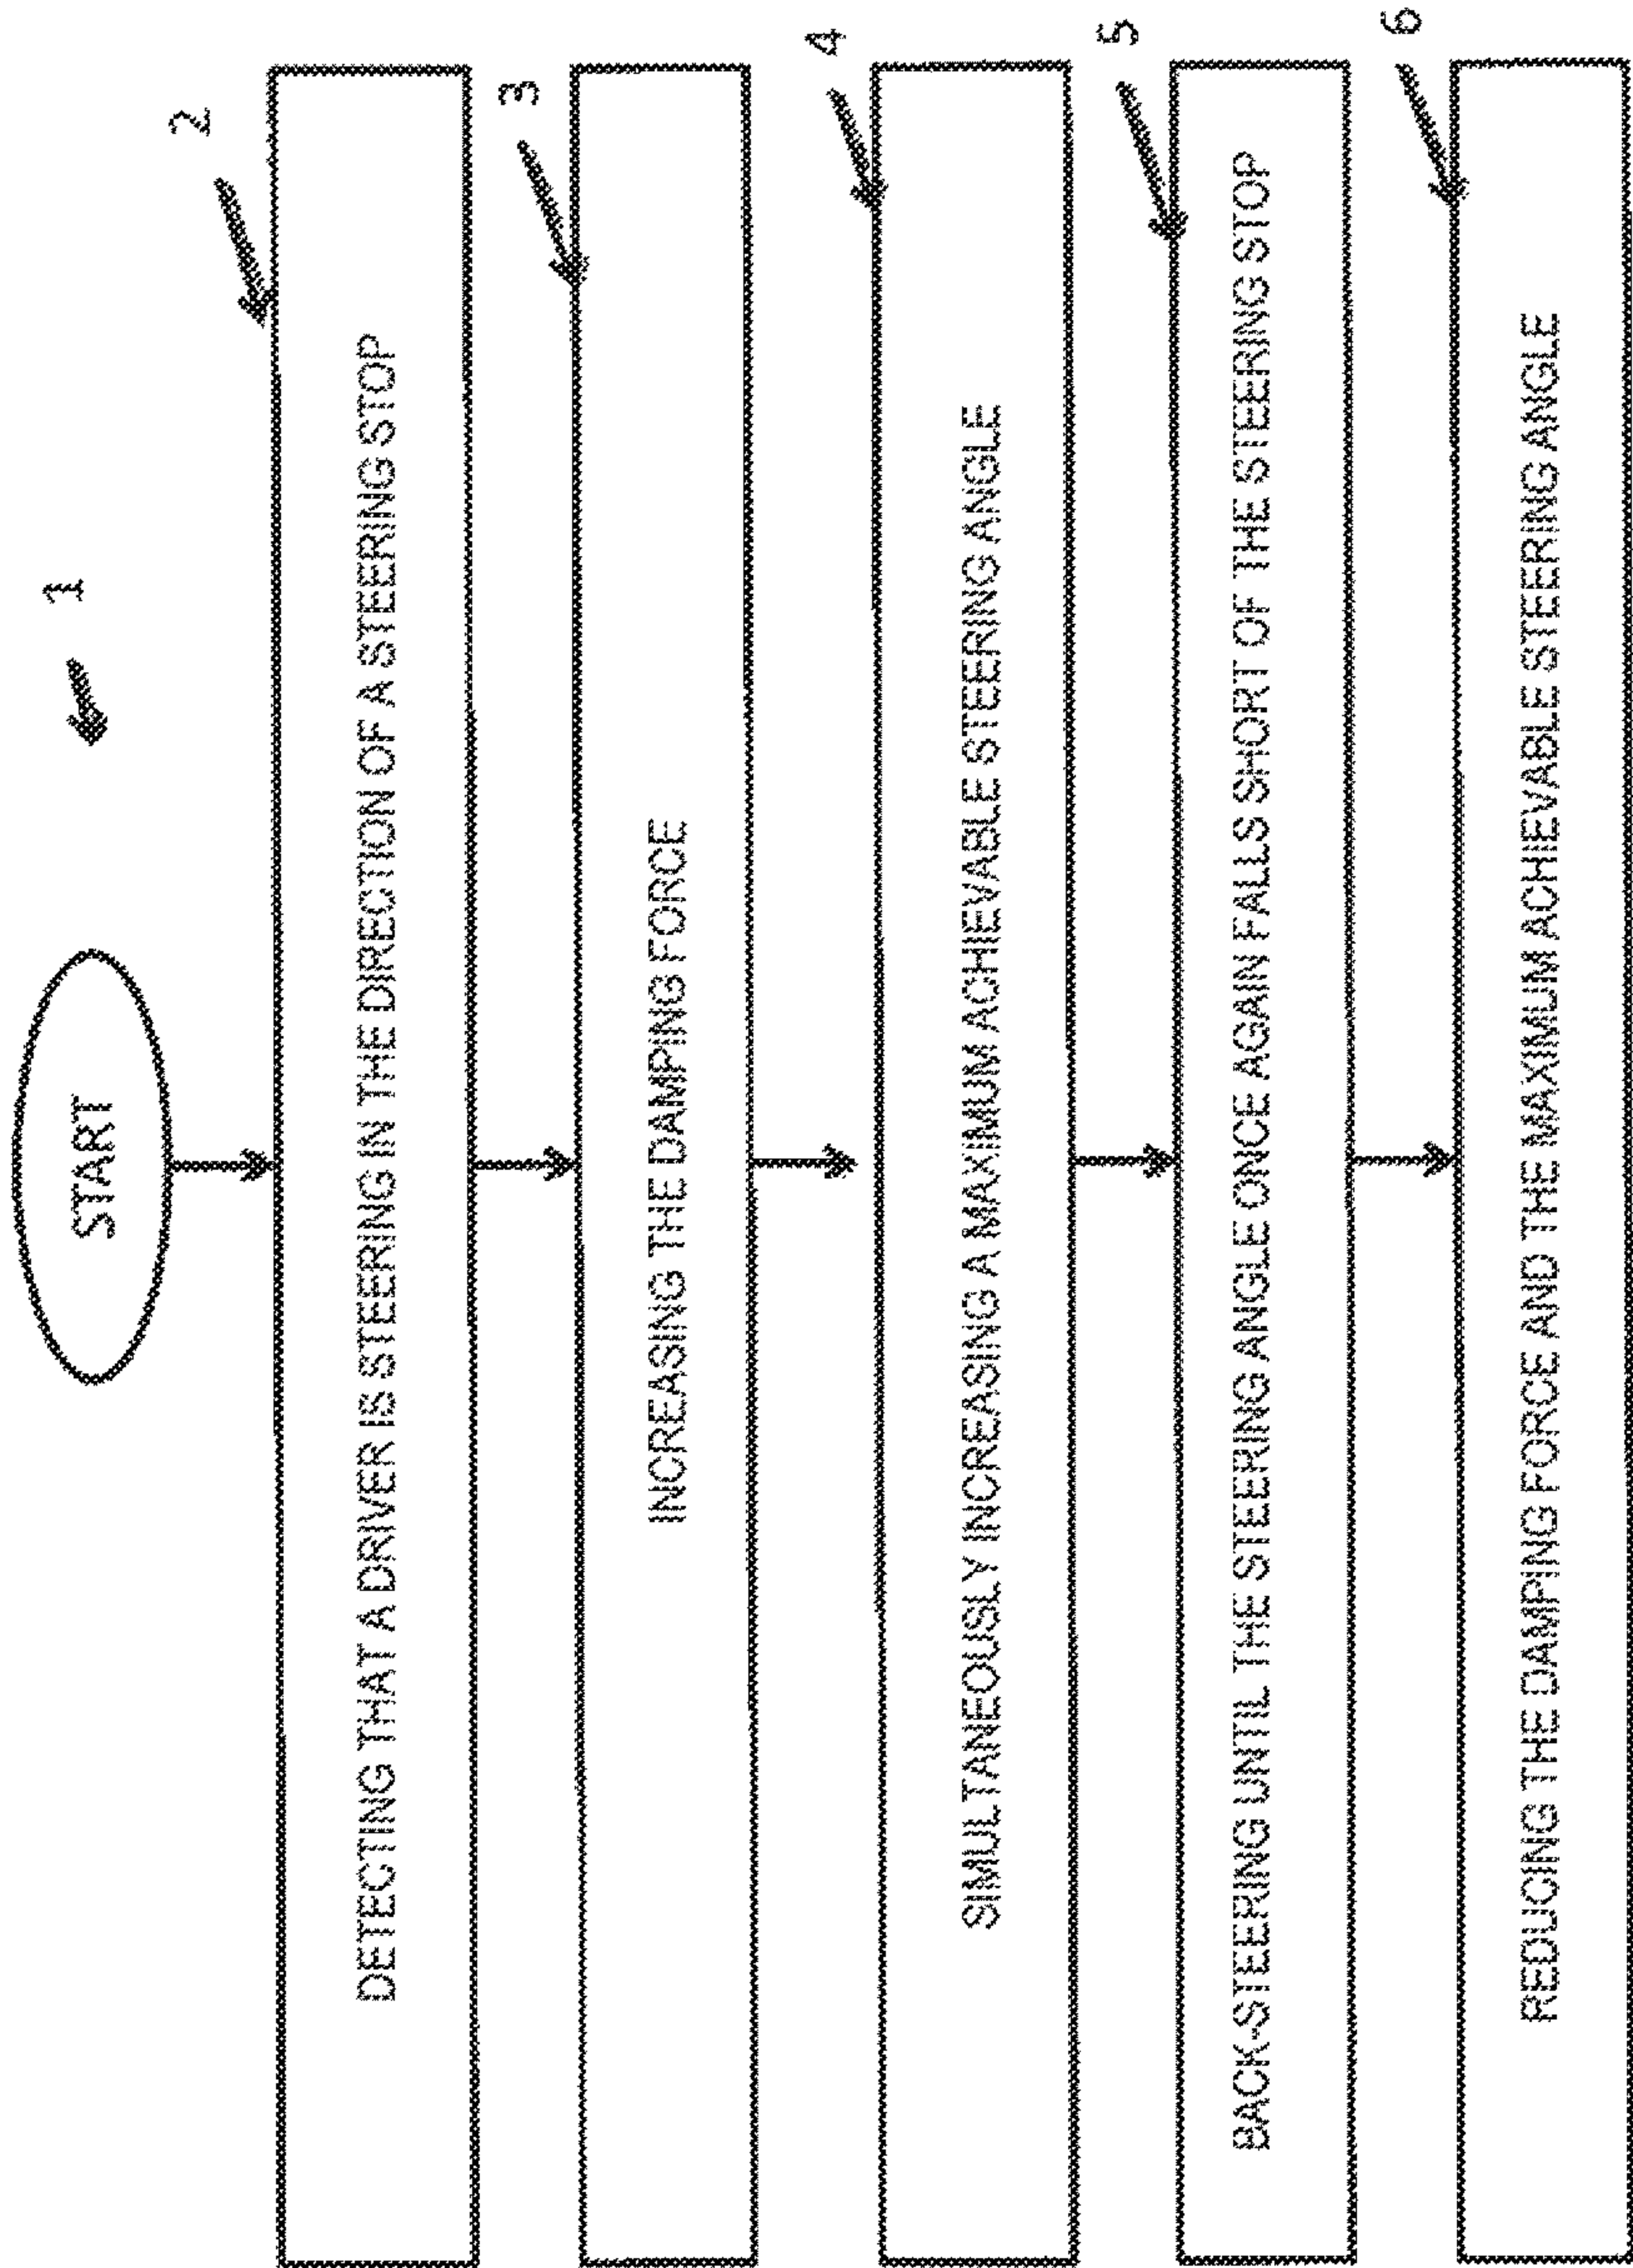 1
START
2
DETECTING THAT A DRIVER IS STEERING IN THE DIRECTION OF A STEERING STOP
3
INCREASING THE DAMPING FORCE
4
SIMULTANEOUSLY INCREASING A MAXIMUM ACHIEVABLE STEERING ANGLE
5
BACK-STEERING UNTIL THE STEERING ANGLE ONCE AGAIN FALLS SHORT OF THE STEERING STOP
6
REDUCING THE DAMPING FORCE AND THE MAXIMUM ACHIEVABLE STEERING ANGLE